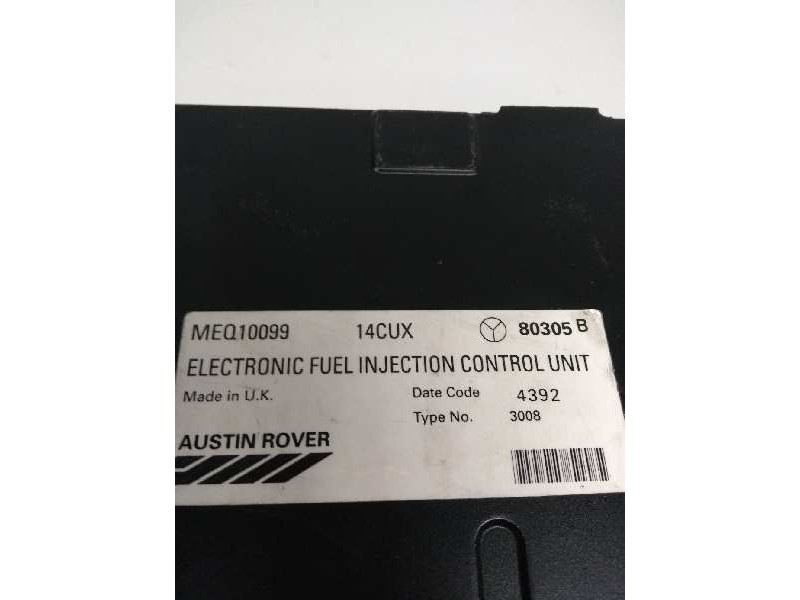 MEQ10099 14CUX 80305 B
ELECTRONIC FUEL INJECTION CONTROL UNIT
Made in U.K. Date Code 4392
Type No. 3008
AUSTIN ROVER